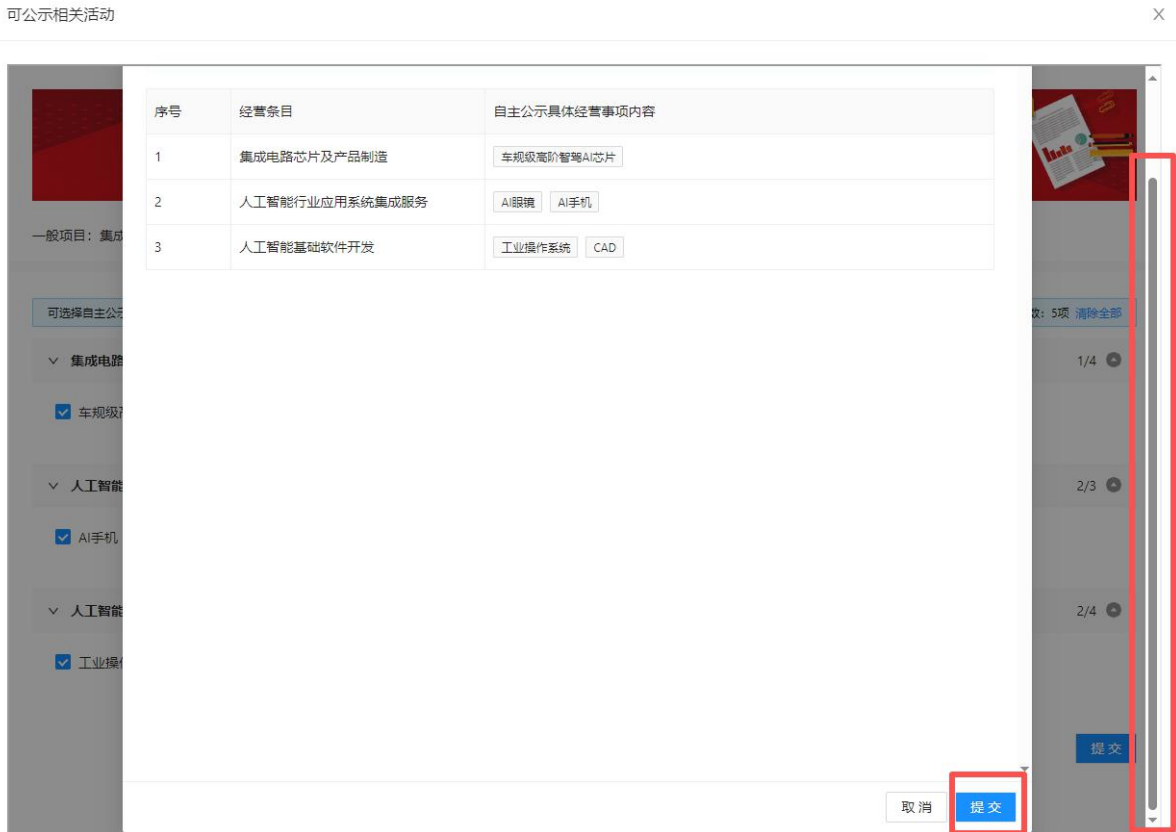 可公示相关活动
序号 经营条目 自主公示具体经营事项内容
1 集成电路芯片及产品制造 车规级高阶智驾AI芯片
2 人工智能行业应用系统集成服务 AI眼镜 AI手机
一般项目：集成
3 人工智能基础软件开发 工业操作系统 CAD
可选择自主公示 数：5项 清除全部
集成电路 1/4
车规级高
人工智能 2/3
AI手机
人工智能 2/4
工业操作
提交
取消 提交